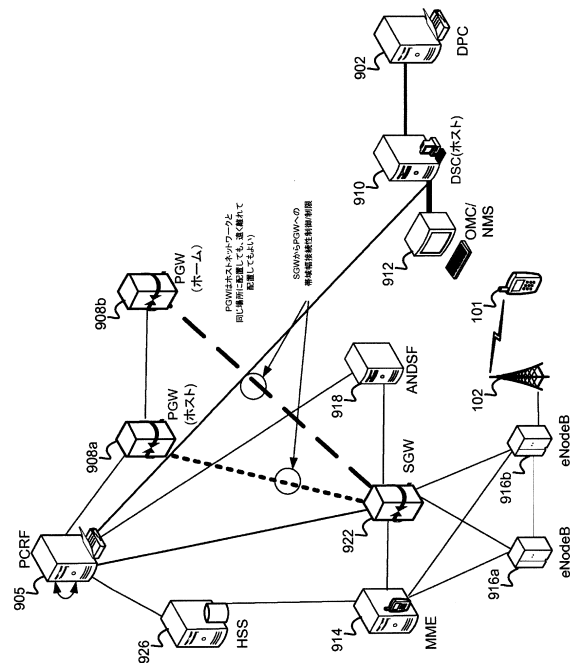 PCRF
905
926
HSS
908a
PGW
(ホスト)
908b
PGW
(ホーム)
PGWはホストネットワークと
同じ場所に配置しても、遠く離れて
配置してもよい)
SGWからPGWへの
帯域幅接続性制御/制限
902
DPC
910
DSC(ホスト)
912
OMC/
NMS
918
ANDSF
922
SGW
914
MME
101
102
916b
eNodeB
916a
eNodeB